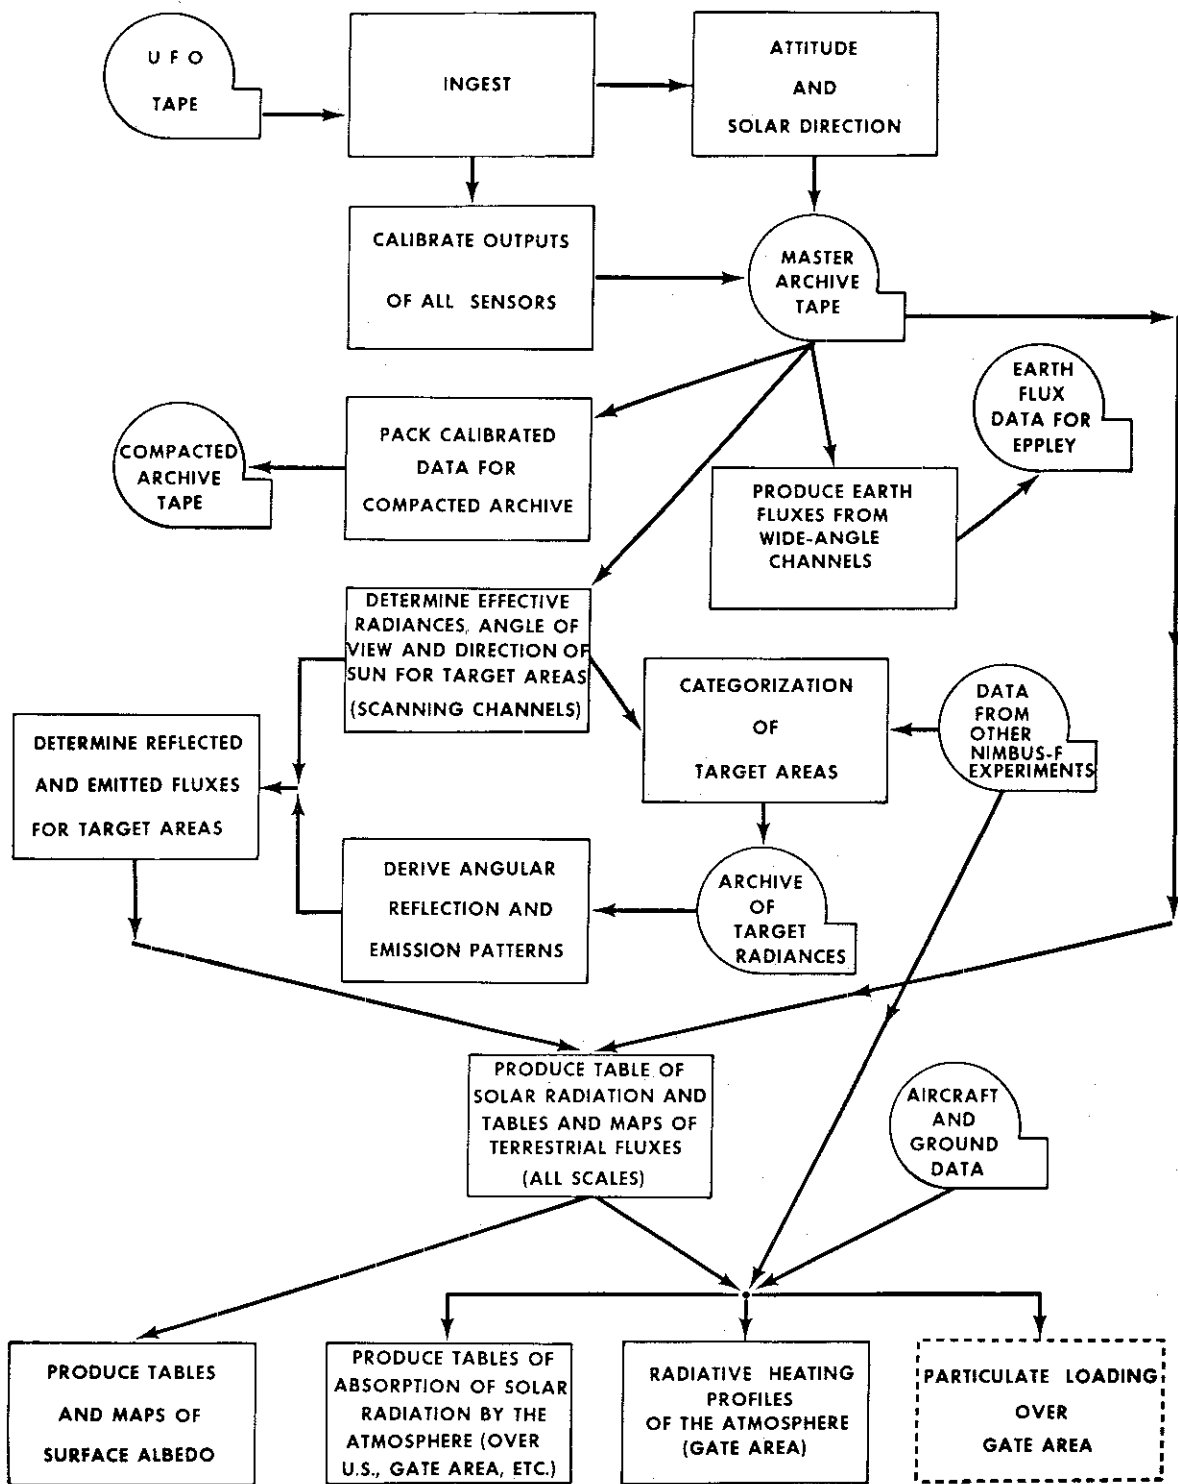 U F O
TAPE
INGEST
ATTITUDE
AND
SOLAR DIRECTION
CALIBRATE OUTPUTS
OF ALL SENSORS
MASTER
ARCHIVE
TAPE
EARTH
FLUX
DATA FOR
EPPLEY
COMPACTED
ARCHIVE
TAPE
PACK CALIBRATED
DATA FOR
COMPACTED ARCHIVE
PRODUCE EARTH
FLUXES FROM
WIDE-ANGLE
CHANNELS
DETERMINE EFFECTIVE
RADIANCES, ANGLE OF
VIEW AND DIRECTION OF
SUN FOR TARGET AREAS
(SCANNING CHANNELS)
CATEGORIZATION
OF
TARGET AREAS
DATA
FROM
OTHER
NIMBUS-F
EXPERIMENTS
DETERMINE REFLECTED
AND EMITTED FLUXES
FOR TARGET AREAS
DERIVE ANGULAR
REFLECTION AND
EMISSION PATTERNS
ARCHIVE
OF
TARGET
RADIANCES
PRODUCE TABLE OF
SOLAR RADIATION AND
TABLES AND MAPS OF
TERRESTRIAL FLUXES
(ALL SCALES)
AIRCRAFT
AND
GROUND
DATA
PRODUCE TABLES
AND MAPS OF
SURFACE ALBEDO
PRODUCE TABLES OF
ABSORPTION OF SOLAR
RADIATION BY THE
ATMOSPHERE (OVER
U.S., GATE AREA, ETC.)
RADIATIVE HEATING
PROFILES
OF THE ATMOSPHERE
(GATE AREA)
PARTICULATE LOADING
OVER
GATE AREA